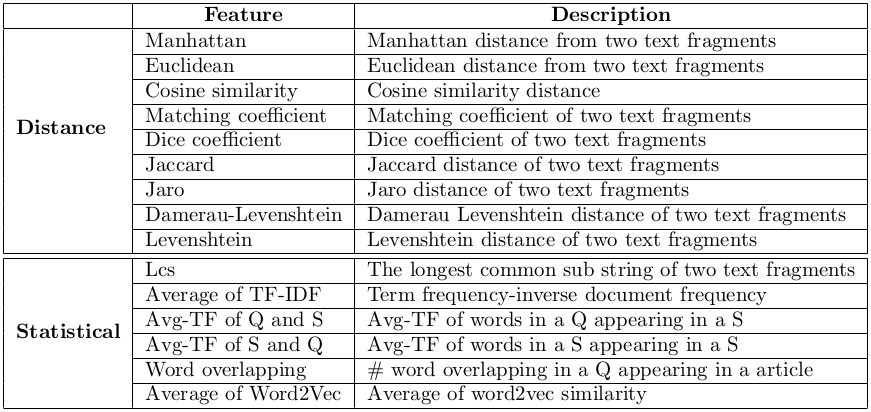 Feature Description
Manhattan Manhattan distance from two text fragments
Euclidean Euclidean distance from two text fragments
Cosine similarity Cosine similarity distance
Matching coefficient Matching coefficient of two text fragments
Distance Dice coefficient Dice coefficient of two text fragments
Jaccard Jaccard distance of two text fragments
Jaro Jaro distance of two text fragments
Damerau-Levenshtein Damerau Levenshtein distance of two text fragments
Levenshtein Levenshtein distance of two text fragments
Lcs The longest common sub string of two text fragments
Average of TF-IDF Term frequency-inverse document frequency
Avg-TF of Q and S Avg-TF of words in a Q appearing in a S
Statistical Avg-TF of S and Q Avg-TF of words in a S appearing in a S
Word overlapping # word overlapping in a Q appearing in a article
Average of Word2Vec Average of word2vec similarity